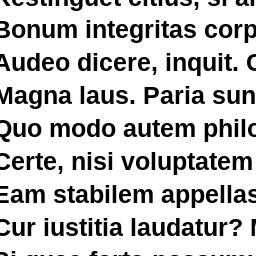 Restinguet citius, si ar
Bonum integritas corp
Audeo dicere, inquit.
Magna laus. Paria sun
Quo modo autem philo
Certe, nisi voluptatem
Eam stabilem appellas
Cur iustitia laudatur?